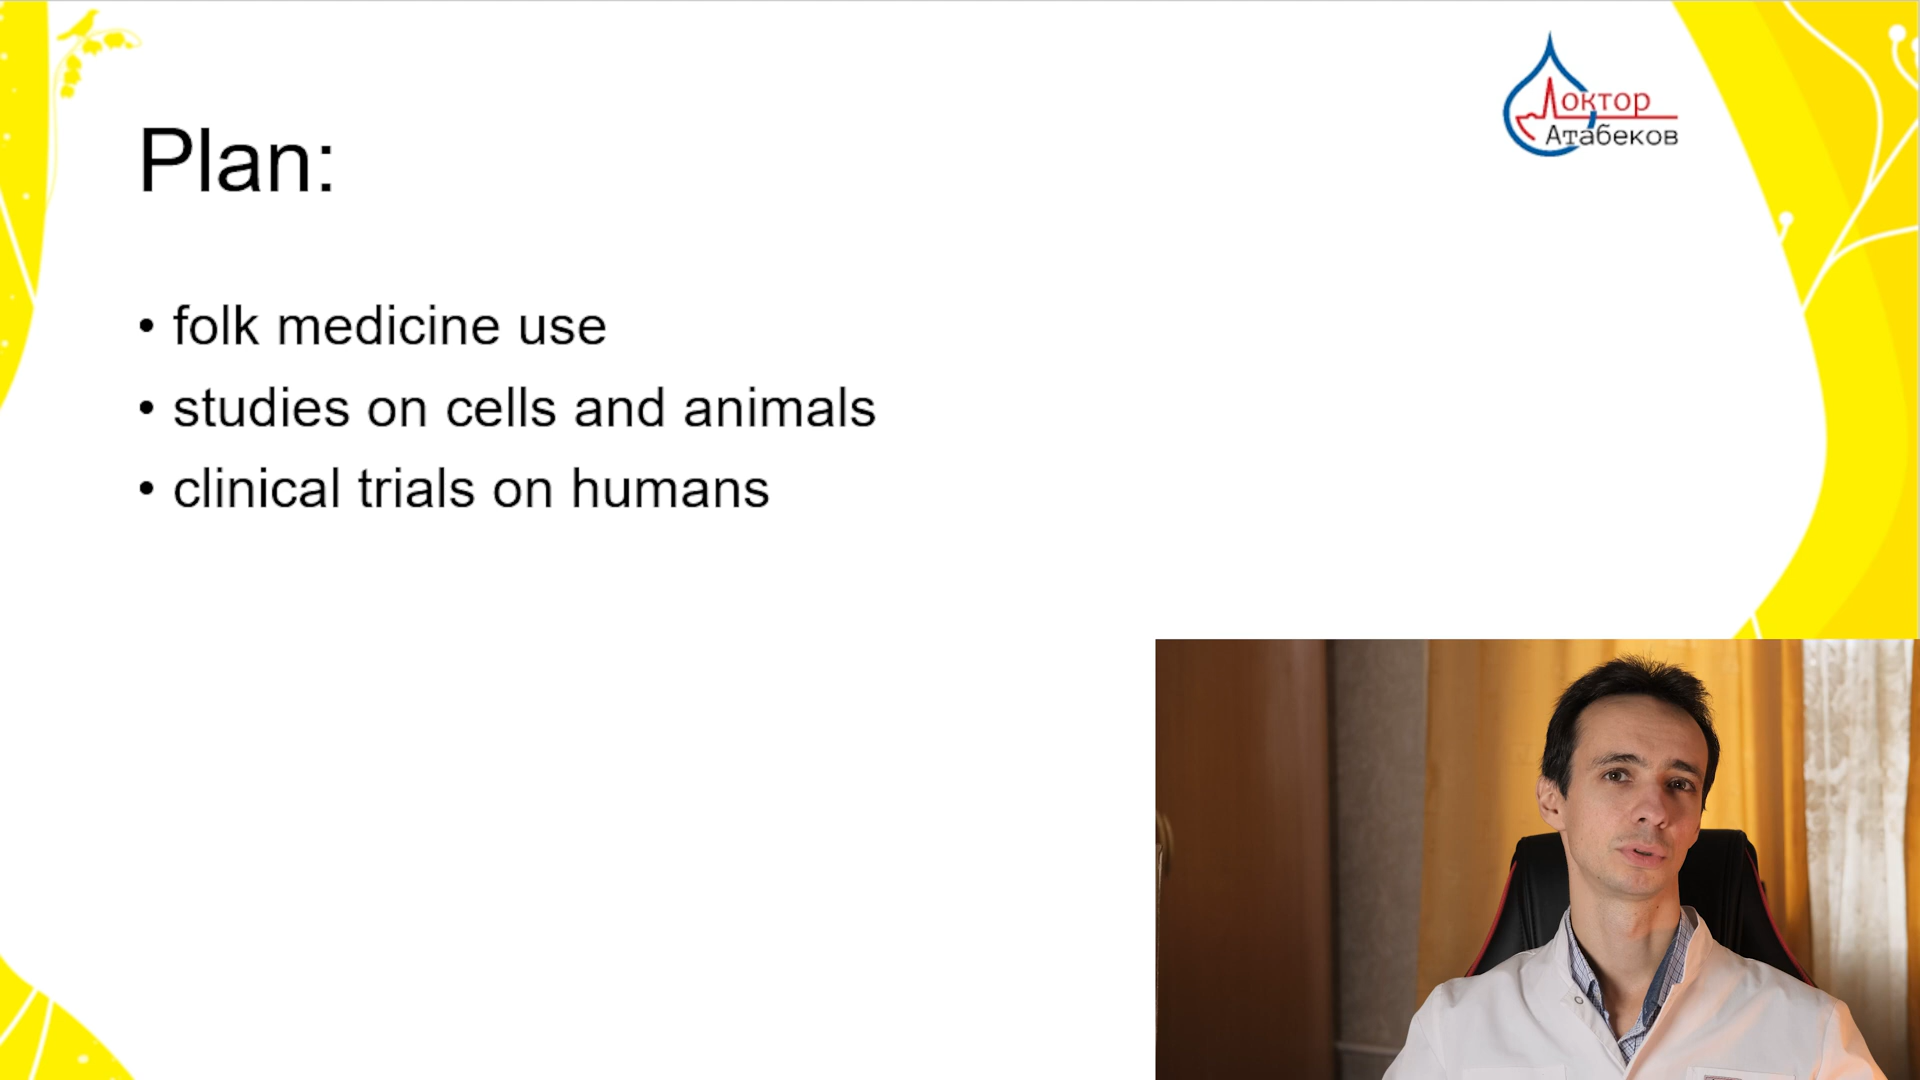 Доктор
Атабеков
Plan:
• folk medicine use
• studies on cells and animals
• clinical trials on humans